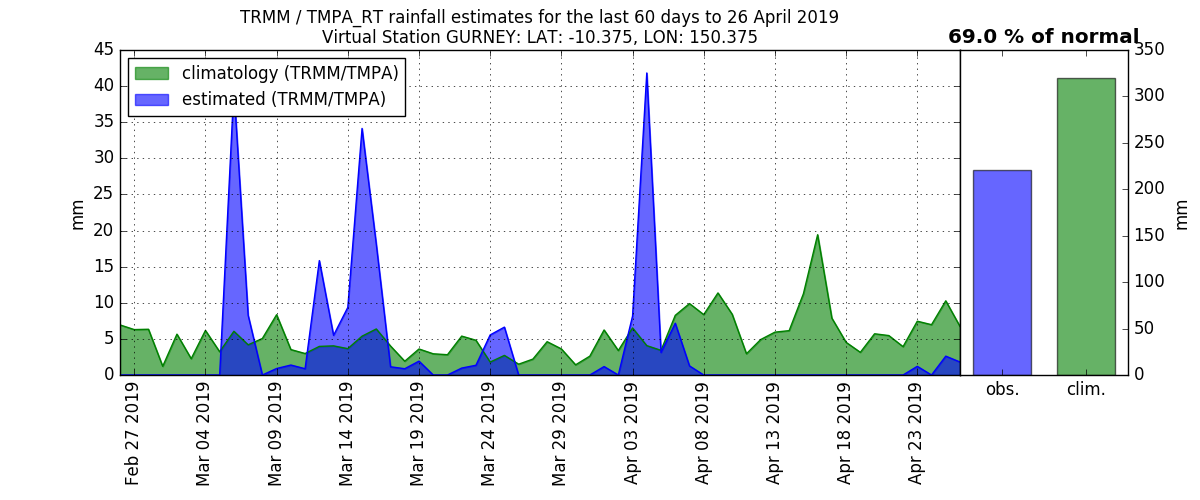 TRMM / TMPA_RT rainfall estimates for the last 60 days to 26 April 2019
Virtual Station GURNEY: LAT: -10.375, LON: 150.375
69.0 % of normal
climatology (TRMM/TMPA)
estimated (TRMM/TMPA)
45
40
35
30
25
20
15
10
5
0
mm
Feb 27 2019
Mar 04 2019
Mar 09 2019
Mar 14 2019
Mar 19 2019
Mar 24 2019
Mar 29 2019
Apr 03 2019
Apr 08 2019
Apr 13 2019
Apr 18 2019
Apr 23 2019
obs.
clim.
350
300
250
200
150
100
50
0
mm